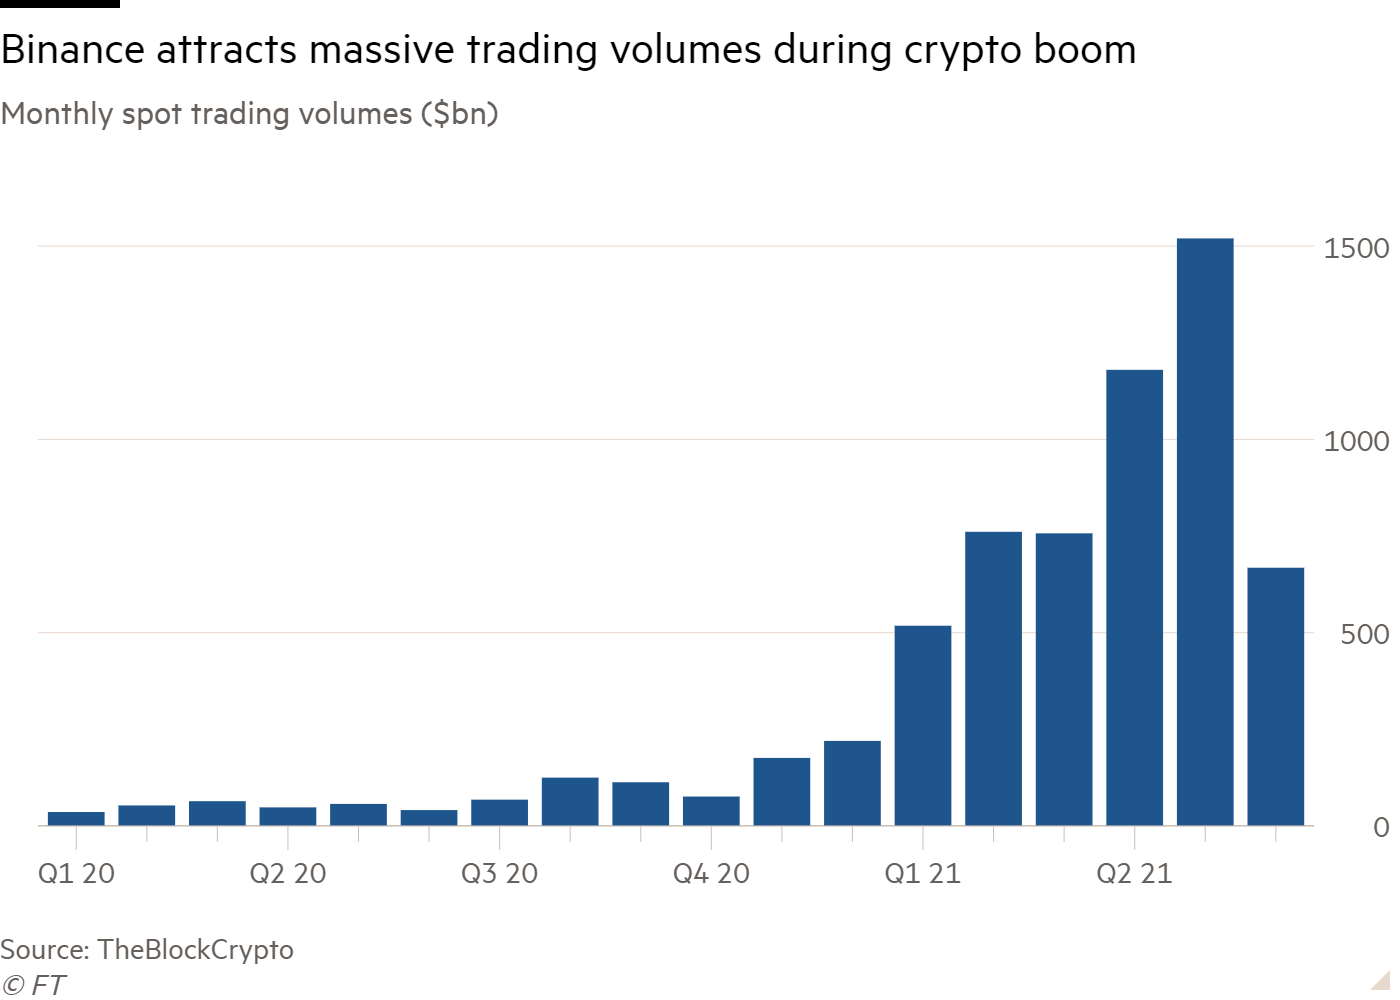 Binance attracts massive trading volumes during crypto boom
Monthly spot trading volumes ($bn)
1500
1000
500
0
Q1 20 Q2 20 Q3 20 Q4 20 Q1 21 Q2 21
Source: TheBlockCrypto
© FT